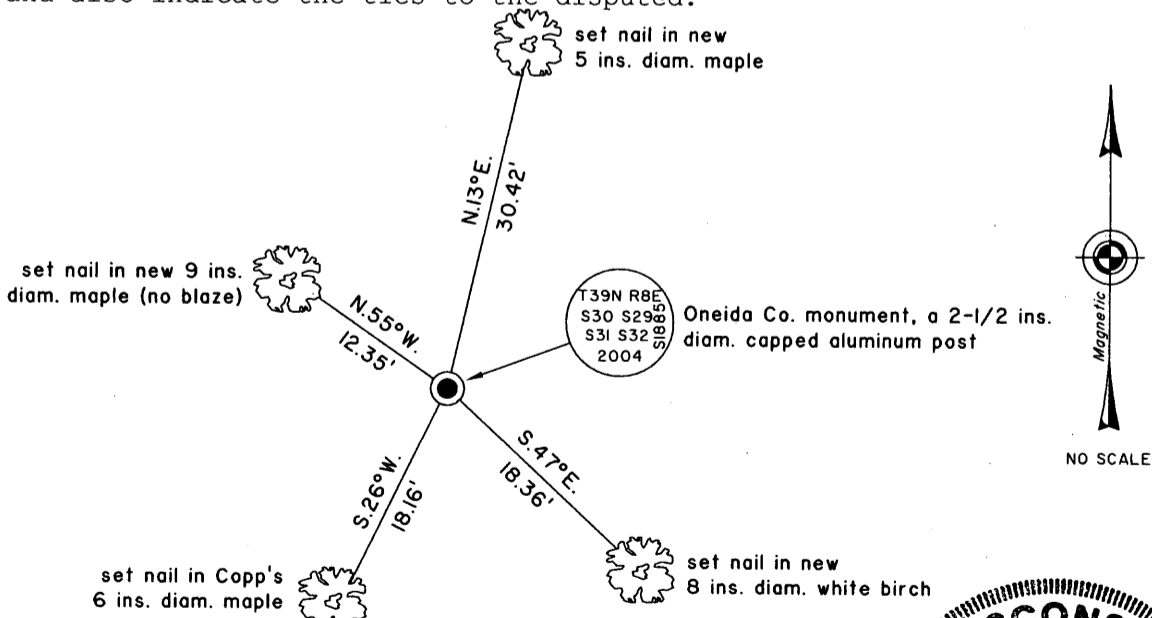 and also indicate the ties to the disputed.
set nail in new
5 ins. diam. maple
N.13°E.
30.42'
set nail in new 9 ins.
diam. maple (no blaze)
N.55°W.
12.35'
T39N R8E
S30 S29
S31 S32
2004
S1885
Oneida Co. monument, a 2-1/2 ins.
diam. capped aluminum post
Magnetic
NO SCALE
S.26°W.
18.16'
S.47°E.
18.36'
set nail in Copp's
6 ins. diam. maple
set nail in new
8 ins. diam. white birch
SCONS